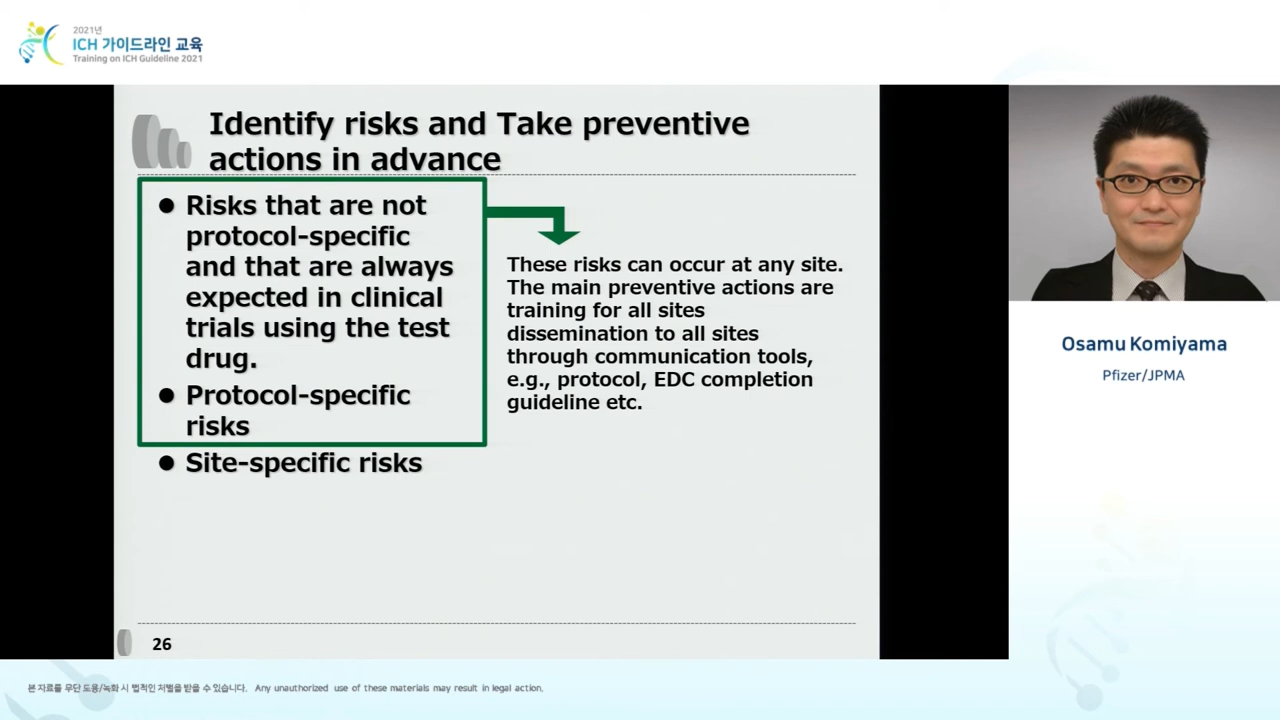 2021년
ICH 가이드라인 교육
Training on ICH Guideline 2021
Identify risks and Take preventive
actions in advance
● Risks that are not
protocol-specific
and that are always
expected in clinical
trials using the test
drug.
● Protocol-specific
risks
● Site-specific risks
These risks can occur at any site.
The main preventive actions are
training for all sites
dissemination to all sites
through communication tools,
e.g., protocol, EDC completion
guideline etc.
26
Osamu Komiyama
Pfizer/JPMA
본 자료를 무단 도용/녹화 시 법적인 처벌을 받을 수 있습니다. Any unauthorized use of these materials may result in legal action.